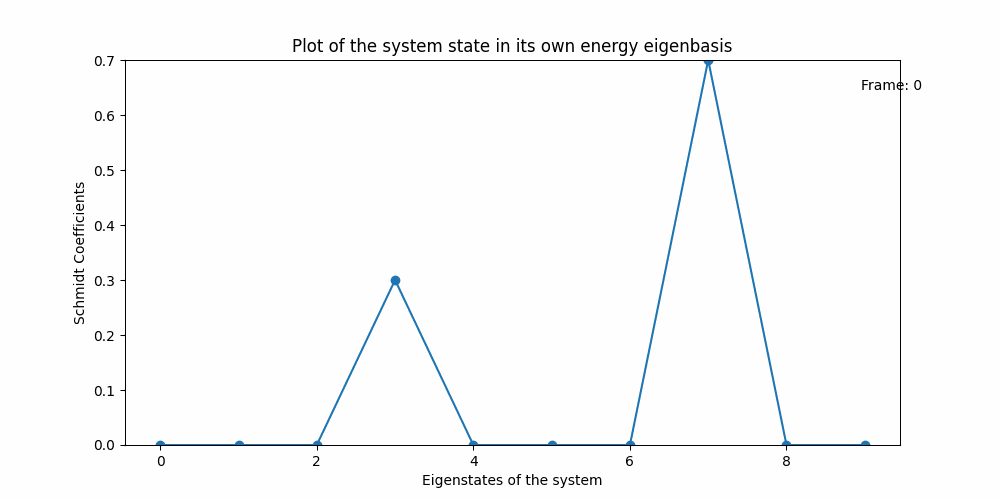 Plot of the system state in its own energy eigenbasis
Frame: 0
0.7
0.6
0.5
0.4
0.3
0.2
0.1
0.0
Schmidt Coefficients
0 2 4 6 8
Eigenstates of the system